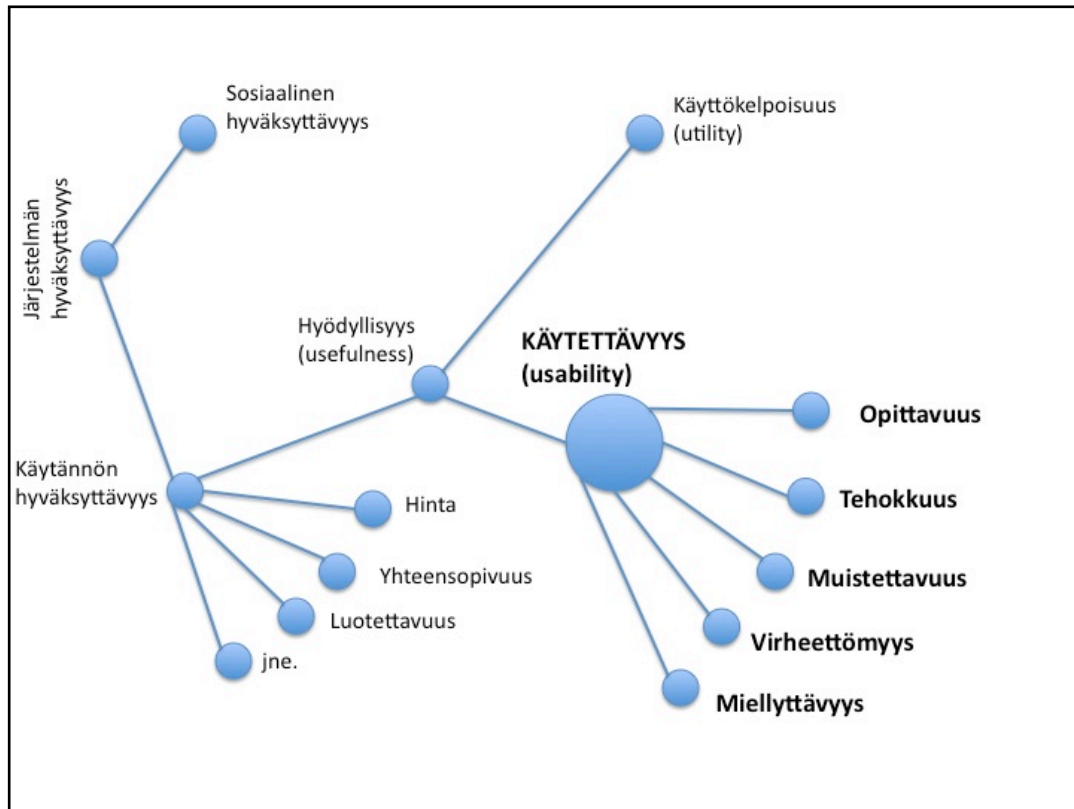 Sosiaalinen
hyväksyttävyys
Käyttökelpoisuus
(utility)
Järjestelmän
hyväksyttävyys
Hyödyllisyys
(usefulness)
KÄYTETTÄVYYS
(usability)
Opittavuus
Käytännön
hyväksyttävyys
Hinta
Tehokkuus
Yhteensopivuus
Muistettavuus
Luotettavuus
Virheettömyys
jne.
Miellyttävyys